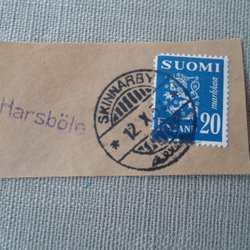 Harsböle
SKINNARBY
12.X
SUOMI
markkaa
FINLAND 20